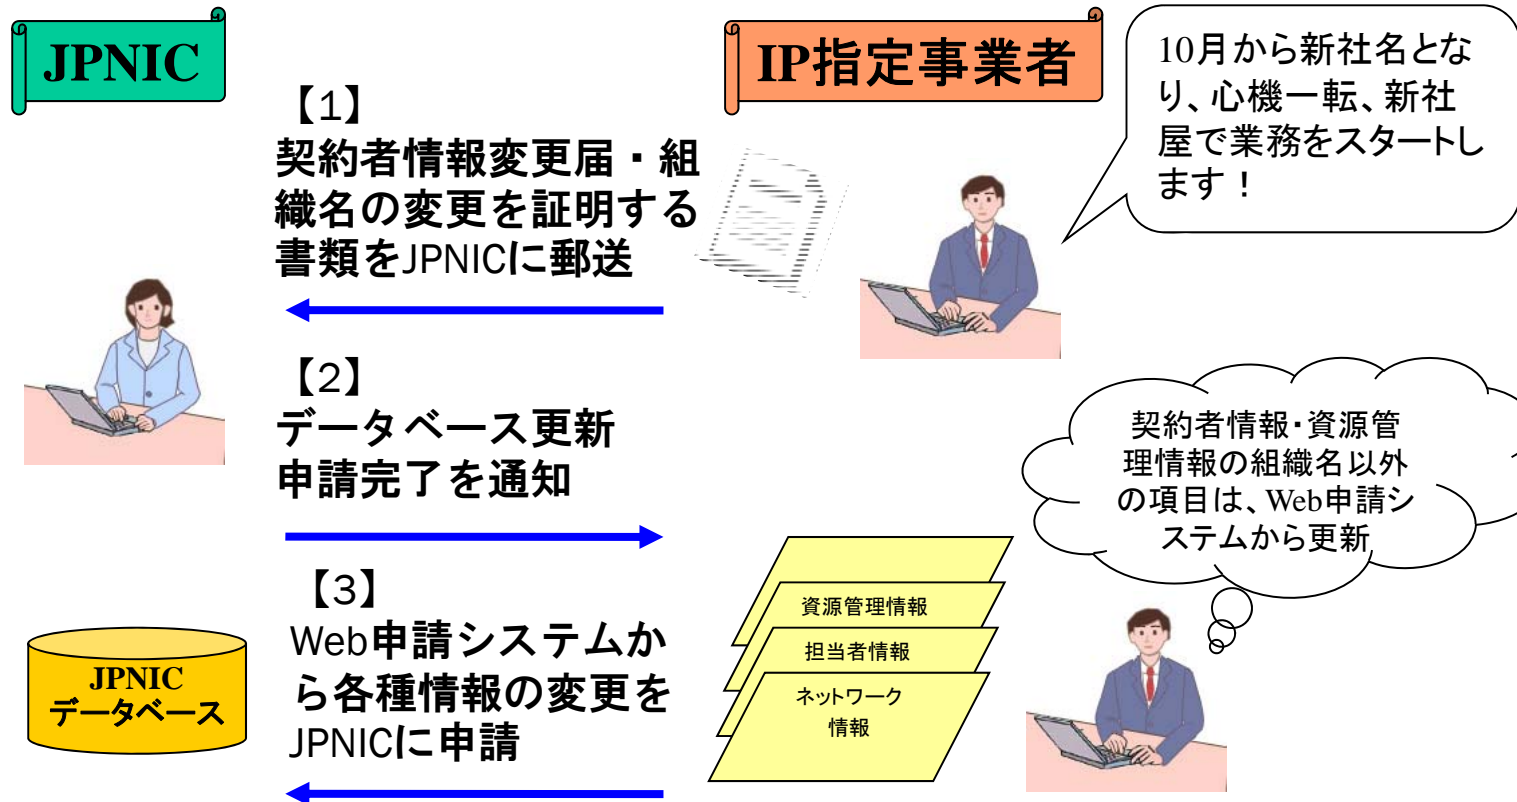 JPNIC
IP指定事業者
10月から新社名とな
り、心機一転、新社
屋で業務をスタートし
ます！
【1】
契約者情報変更届・組
織名の変更を証明する
書類をJPNICに郵送
【2】
データベース更新
申請完了を通知
契約者情報・資源管
理情報の組織名以外
の項目は、Web申請シ
ステムから更新
【3】
Web申請システムか
ら各種情報の変更を
JPNICに申請
資源管理情報
担当者情報
ネットワーク
情報
JPNIC
データベース